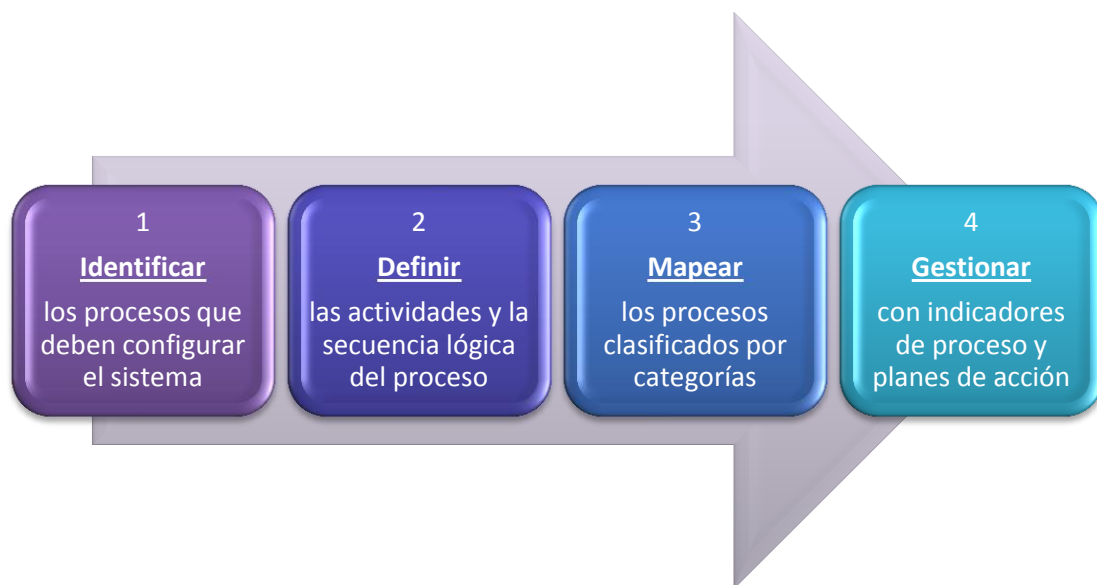 1
Identificar
los procesos que
deben configurar
el sistema
2
Definir
las actividades y la
secuencia lógica
del proceso
3
Mapear
los procesos
clasificados por
categorías
4
Gestionar
con indicadores
de proceso y
planes de acción